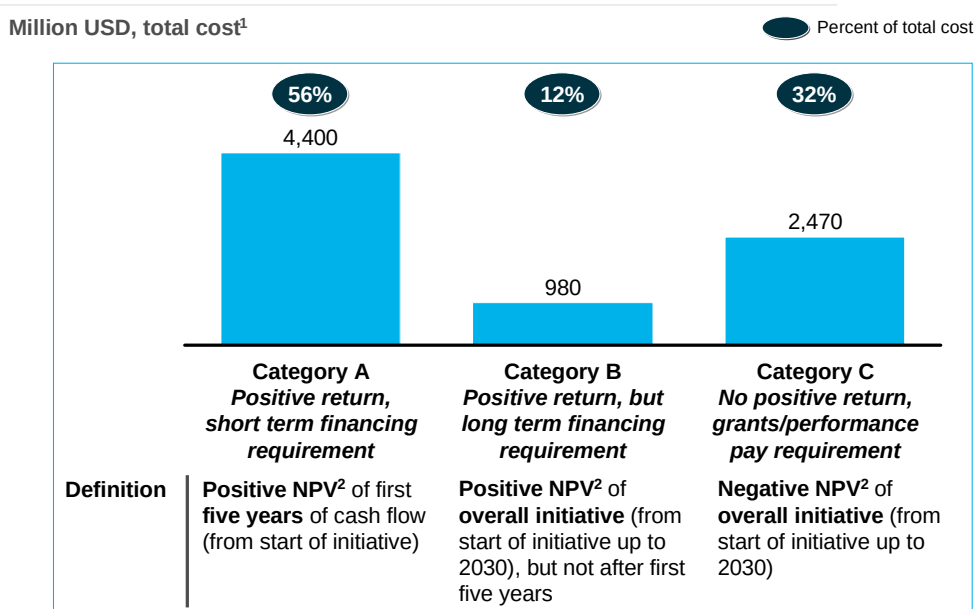 Million USD, total cost¹
Percent of total cost
56%
12%
32%
4,400
980
2,470
Category A
Positive return,
short term financing
requirement
Category B
Positive return, but
long term financing
requirement
Category C
No positive return,
grants/performance
pay requirement
Definition
Positive NPV² of first
five years of cash flow
(from start of initiative)
Positive NPV² of
overall initiative (from
start of initiative up to
2030), but not after first
five years
Negative NPV² of
overall initiative (from
start of initiative up to
2030)